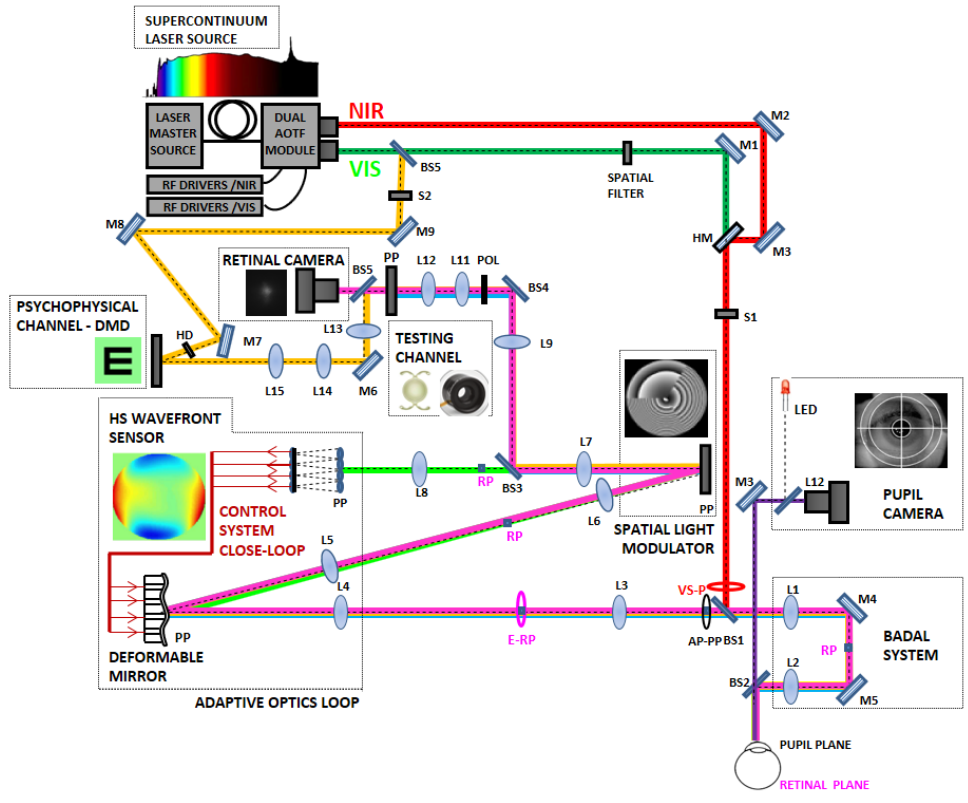 SUPERCONTINUUM
LASER SOURCE
LASER
MASTER
SOURCE
DUAL
AOTF
MODULE
NIR
VIS
RF DRIVERS /NIR
RF DRIVERS /VIS
BS5
S2
SPATIAL
FILTER
M1
M2
HM
M3
M8
M9
RETINAL CAMERA
BS5
PP
L12
L11
POL
BS4
S1
PSYCHOPHYSICAL
CHANNEL - DMD
E
HD
M7
L13
L15
L14
M6
TESTING
CHANNEL
L9
LED
HS WAVEFRONT
SENSOR
PP
L8
RP
BS3
L7
L6
PP
SPATIAL LIGHT
MODULATOR
M3
L12
PUPIL
CAMERA
CONTROL
SYSTEM
CLOSE-LOOP
RP
L5
L4
L3
VS-P
L1
M4
PP
E-RP
AP-PP
BS1
RP
BADAL
SYSTEM
DEFORMABLE
MIRROR
BS2
L2
M5
ADAPTIVE OPTICS LOOP
PUPIL PLANE
RETINAL PLANE